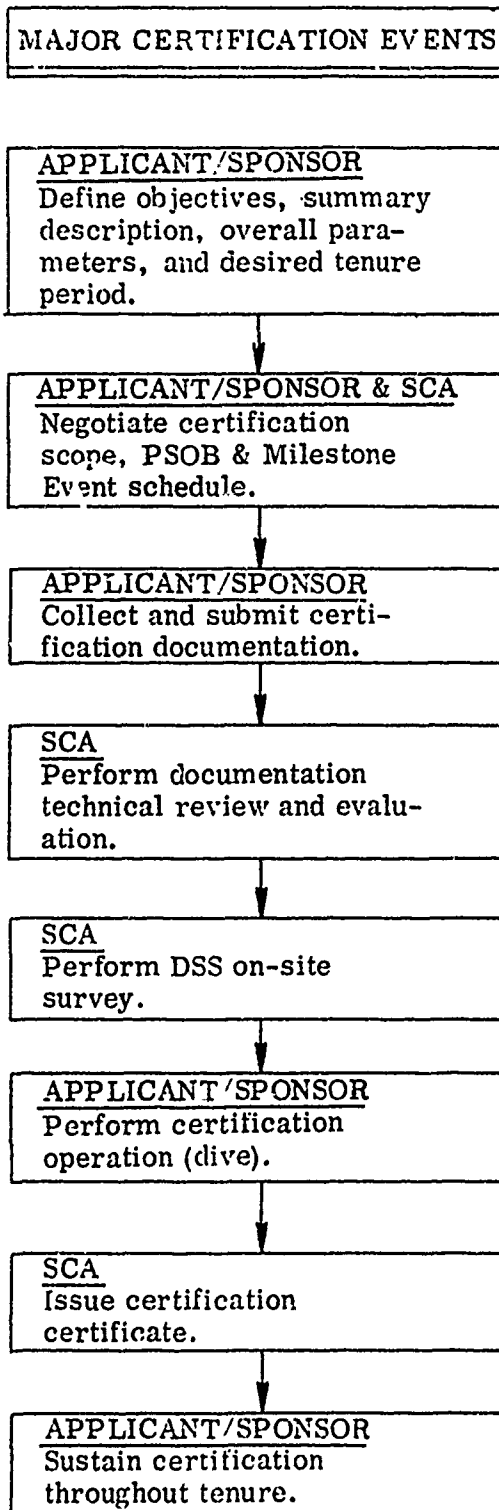 MAJOR CERTIFICATION EVENTS
APPLICANT/SPONSOR
Define objectives, summary
description, overall para-
meters, and desired tenure
period.
APPLICANT/SPONSOR & SCA
Negotiate certification
scope, PSOB & Milestone
Event schedule.
APPLICANT/SPONSOR
Collect and submit certi-
fication documentation.
SCA
Perform documentation
technical review and evalu-
ation.
SCA
Perform DSS on-site
survey.
APPLICANT/SPONSOR
Perform certification
operation (dive).
SCA
Issue certification
certificate.
APPLICANT/SPONSOR
Sustain certification
throughout tenure.